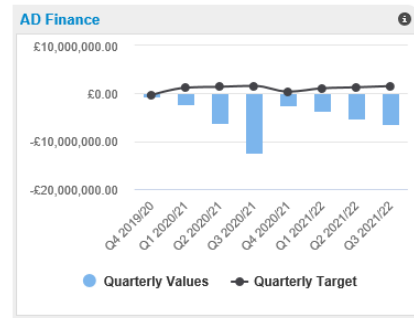 AD Finance
£10,000,000.00
£0.00
-£10,000,000.00
-£20,000,000.00
Q4 2019/20
Q1 2020/21
Q2 2020/21
Q3 2020/21
Q4 2020/21
Q1 2021/22
Q2 2021/22
Q3 2021/22
Quarterly Values
Quarterly Target